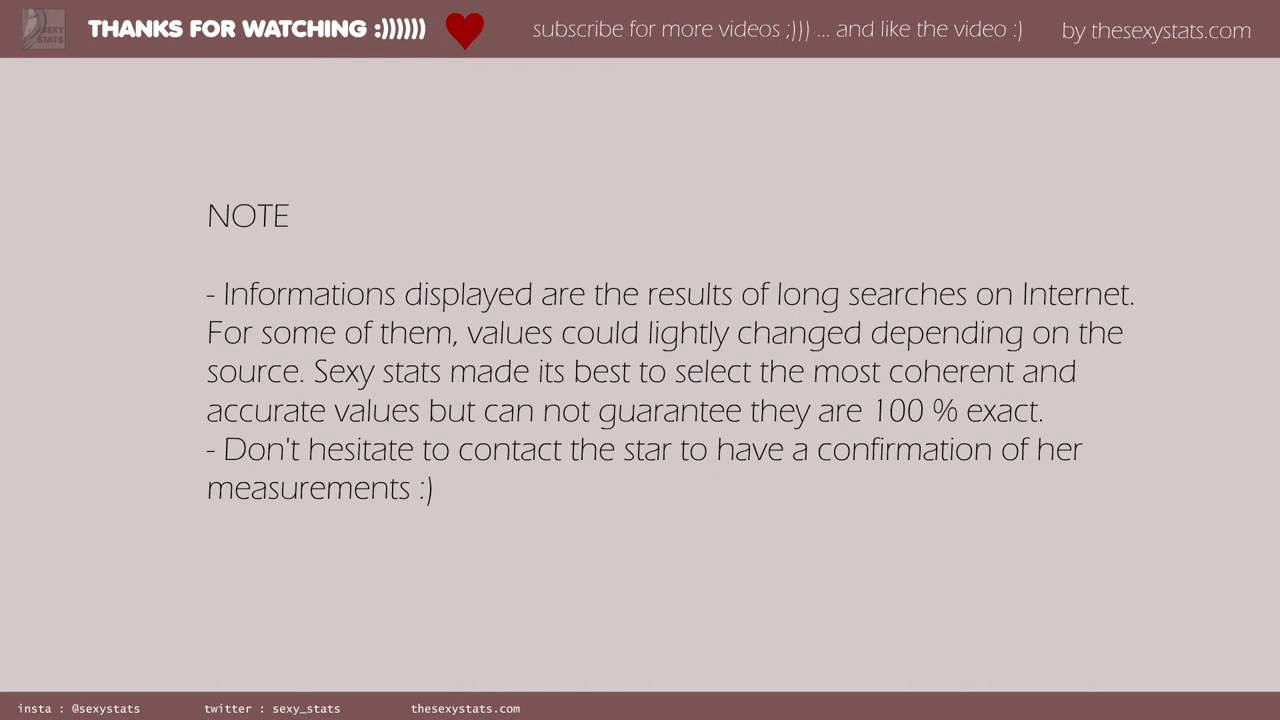 SEXY
STATS
THANKS FOR WATCHING :))))))
subscribe for more videos ;))) ... and like the video :)
by thesexystats.com
NOTE
- Informations displayed are the results of long searches on Internet.
For some of them, values could lightly changed depending on the
source. Sexy stats made its best to select the most coherent and
accurate values but can not guarantee they are 100 % exact.
- Don't hesitate to contact the star to have a confirmation of her
measurements :)
insta : @sexystats
twitter : sexy_stats
thesexystats.com